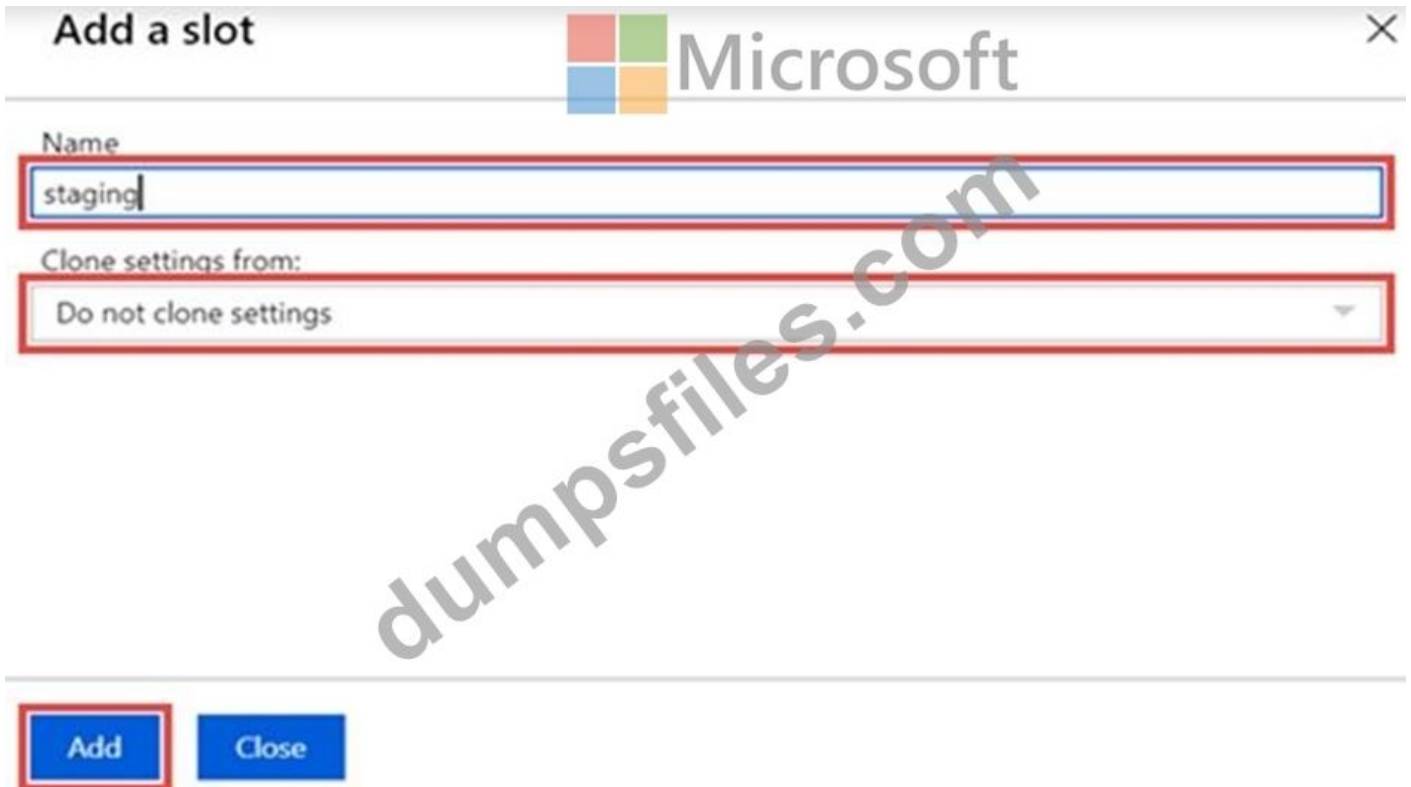 Add a slot
Microsoft
Name
staging
Clone settings from:
Do not clone settings
dumpsfiles.com
Add
Close